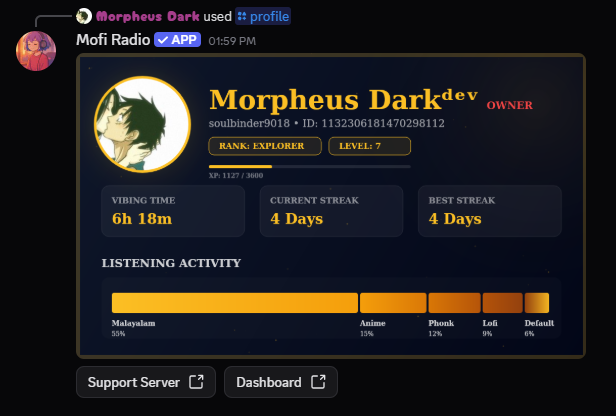 Morpheus Dark used profile
Mofi Radio ✓ APP 01:59 PM
Morpheus Darkᵈᵉᵛ OWNER
soulbinder9018 • ID: 1132306181470298112
RANK: EXPLORER LEVEL: 7
XP: 1127 / 3600
VIBING TIME CURRENT STREAK BEST STREAK
6h 18m 4 Days 4 Days
LISTENING ACTIVITY
Malayalam Anime Phonk Lofi Default
55% 15% 12% 9% 6%
Support Server Dashboard